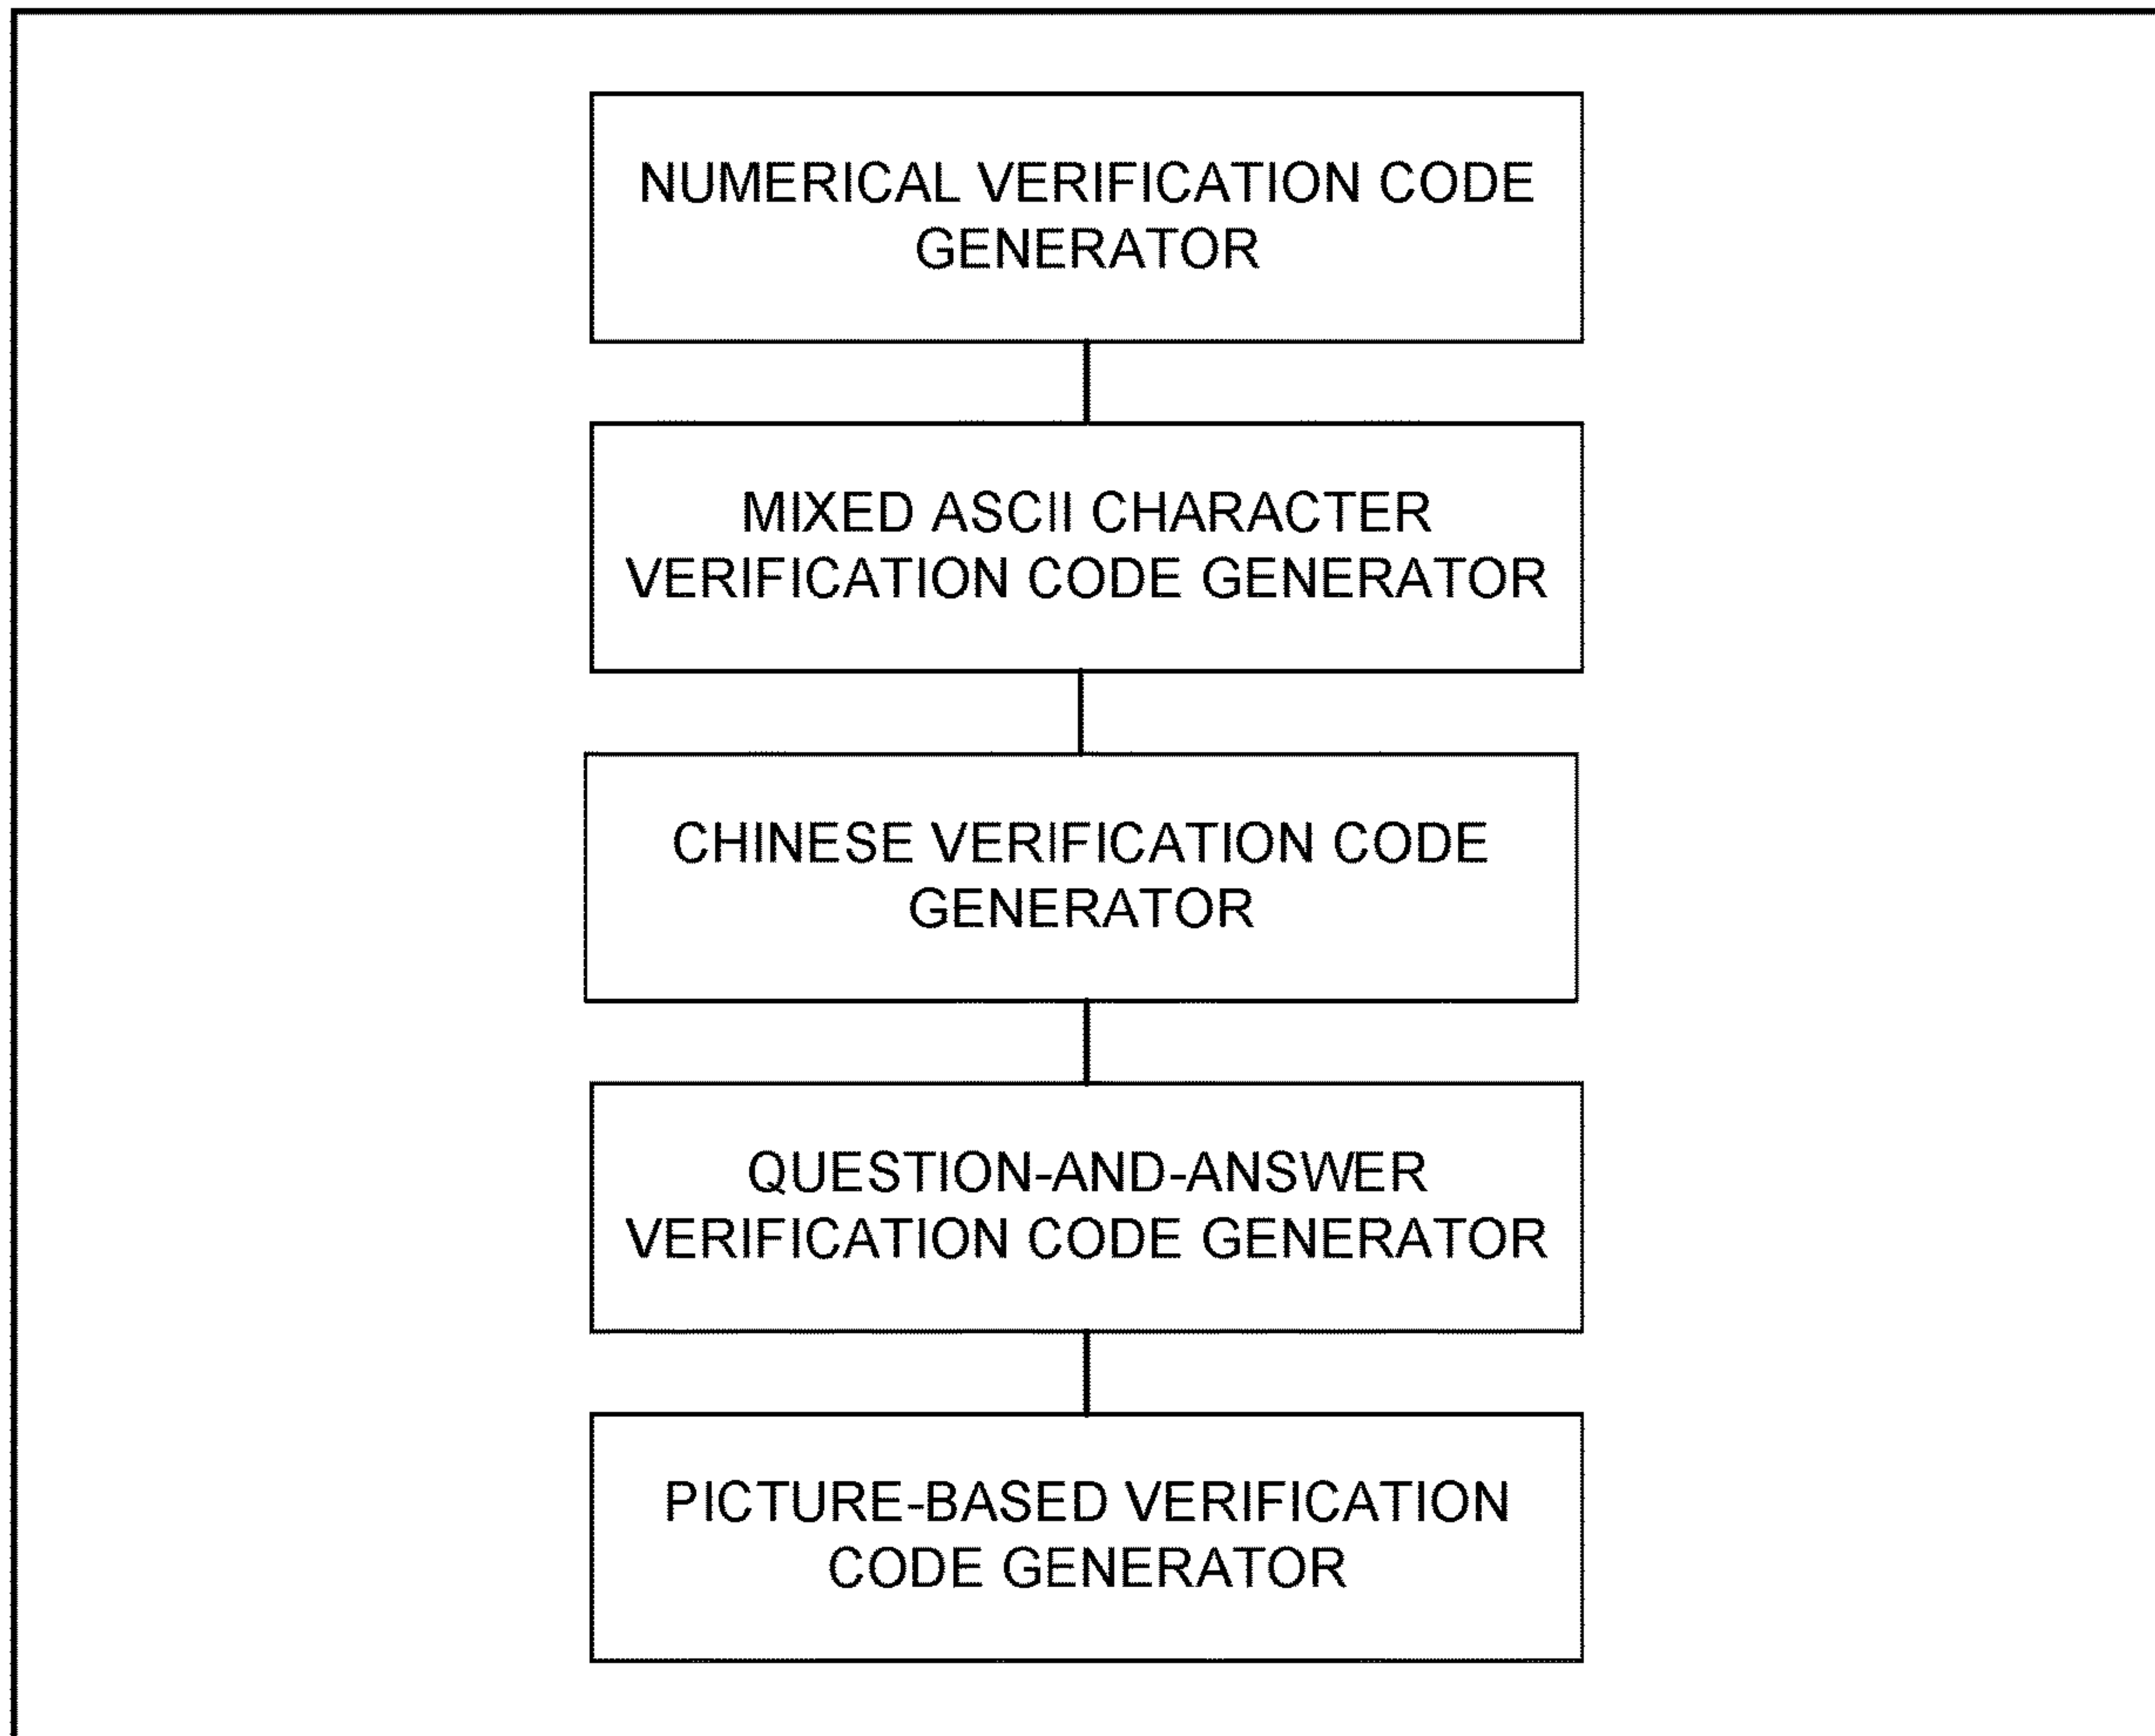 NUMERICAL VERIFICATION CODE
GENERATOR
MIXED ASCII CHARACTER
VERIFICATION CODE GENERATOR
CHINESE VERIFICATION CODE
GENERATOR
QUESTION-AND-ANSWER
VERIFICATION CODE GENERATOR
PICTURE-BASED VERIFICATION
CODE GENERATOR